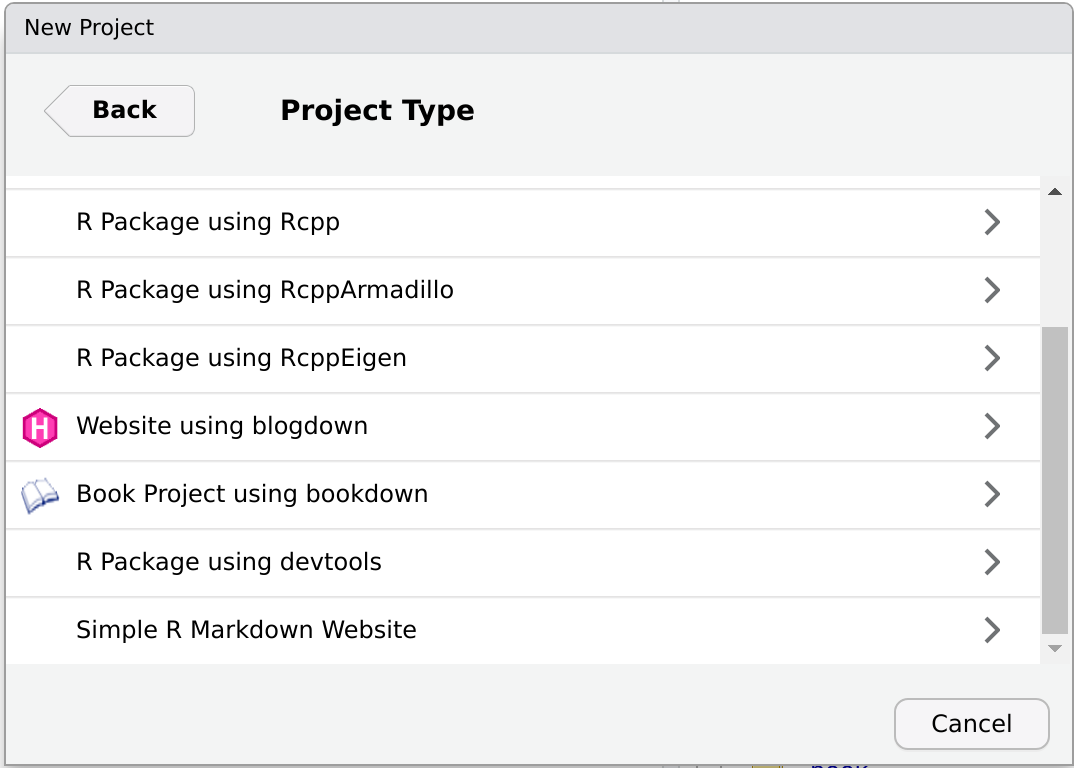 New Project
Back
Project Type
R Package using Rcpp
R Package using RcppArmadillo
R Package using RcppEigen
H
Website using blogdown
Book Project using bookdown
R Package using devtools
Simple R Markdown Website
Cancel